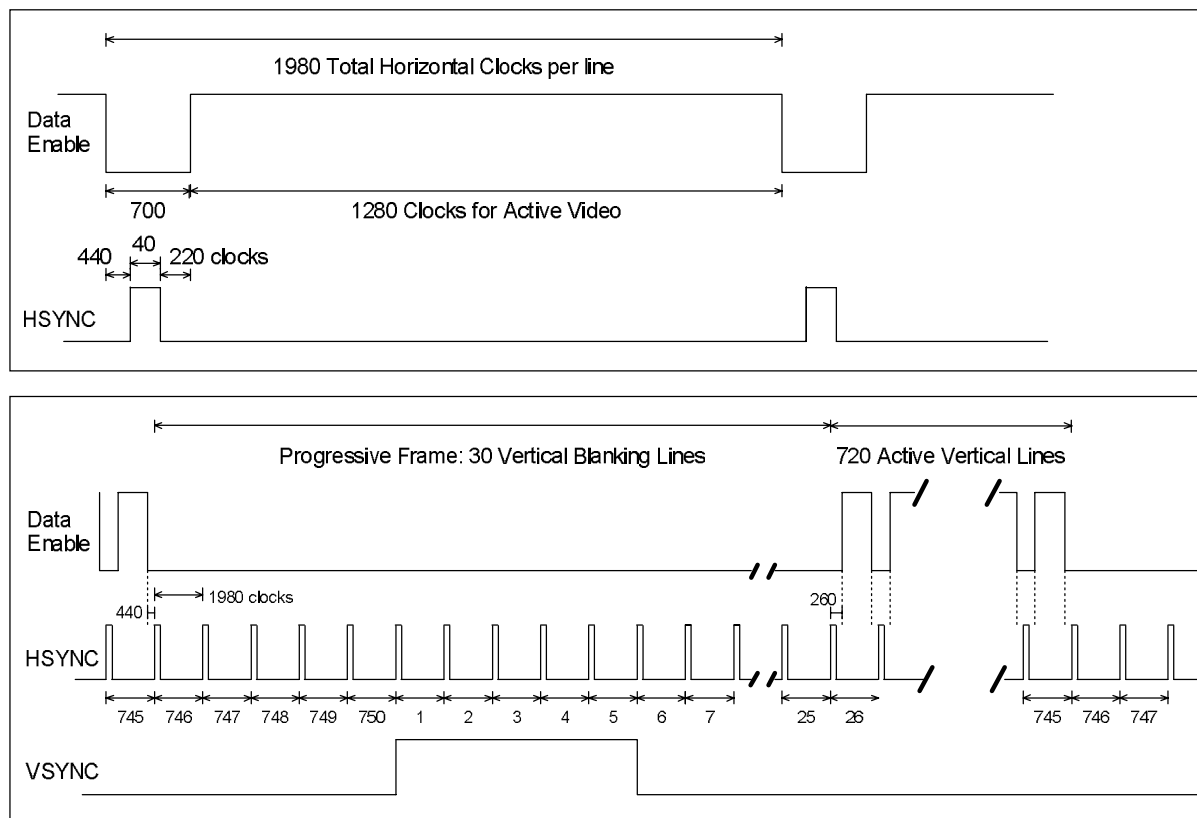 1980 Total Horizontal Clocks per line
Data
Enable
700
1280 Clocks for Active Video
40
440
220 clocks
HSYNC
Progressive Frame: 30 Vertical Blanking Lines
720 Active Vertical Lines
Data
Enable
1980 clocks
440
260
HSYNC
745 746 747 748 749 750 1 2 3 4 5 6 7 25 26 745 746 747
VSYNC